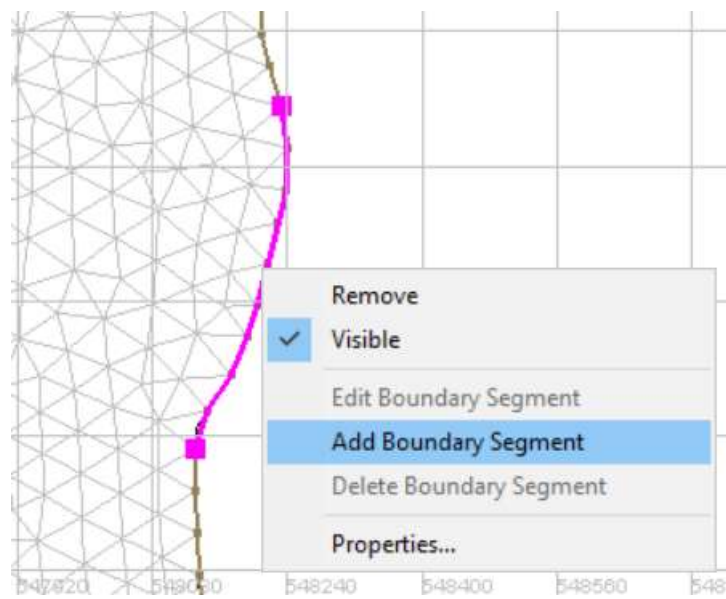 Remove
Visible
Edit Boundary Segment
Add Boundary Segment
Delete Boundary Segment
Properties...
548240 548400 548560